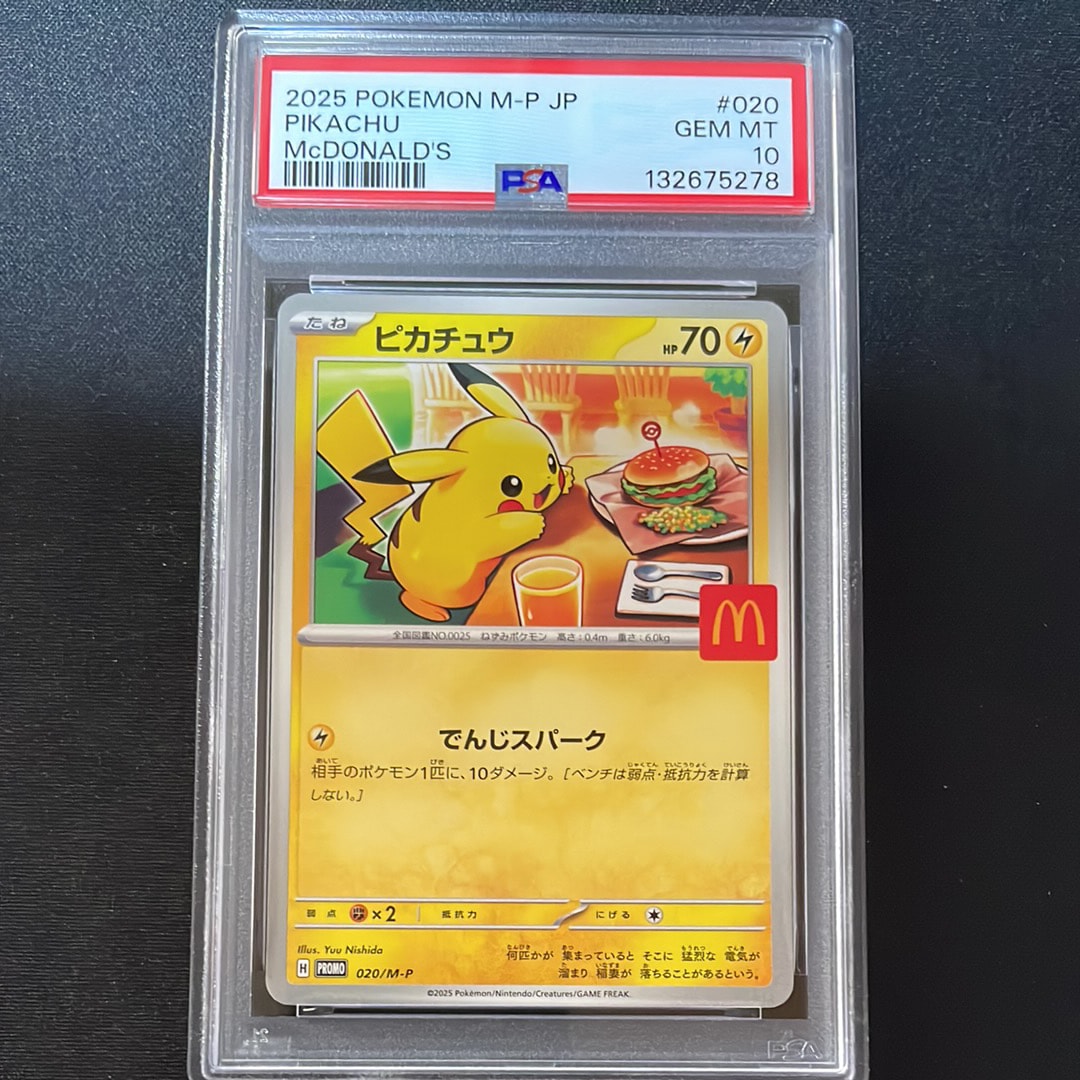 2025 POKEMON M-P JP
#020
PIKACHU
GEM MT
McDONALD'S
10
PSA
132675278
たね
ピカチュウ
HP70
M
全国図鑑NO.0025 ねずみポケモン 高さ:0.4m 重さ:6.0kg
でんじスパーク
相手のポケモン1匹に、10ダメージ。[ベンチは弱点・抵抗力を計算
しない。]
弱点 ×2 抵抗力 にげる
Illus. Yuu Nishida
H PROMO 020/M-P
何匹かが 集まっていると そこに 猛烈な 電気が
溜まり 稲妻が 落ちることがあるという。
©2025 Pokémon/Nintendo/Creatures/GAME FREAK.
PSA